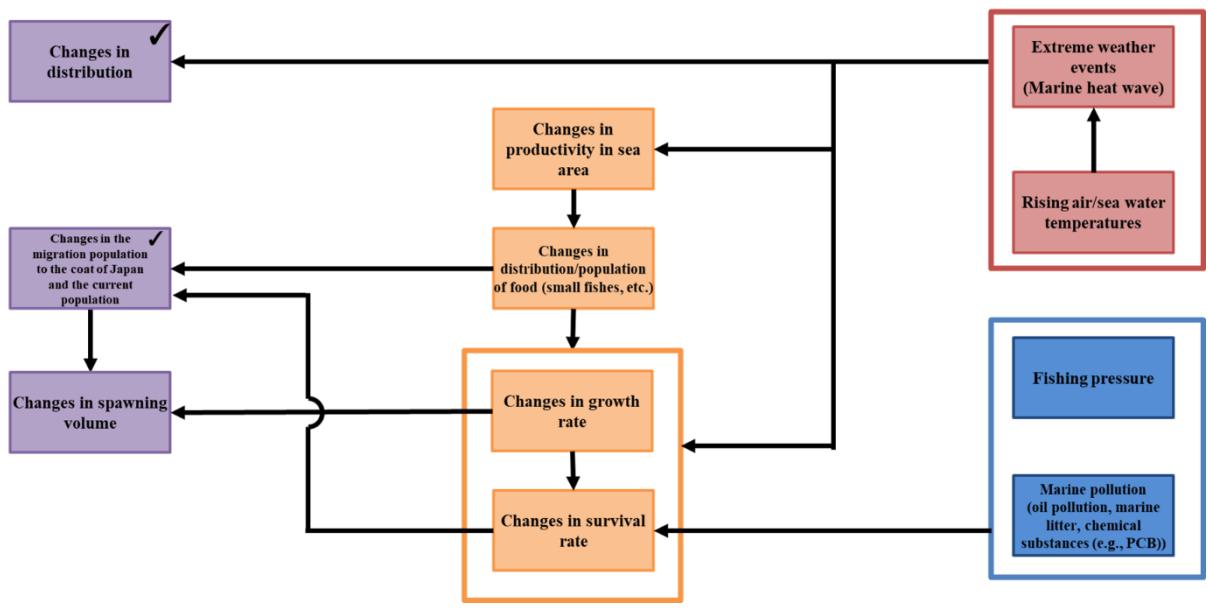 Changes in
distribution
✓
Extreme weather
events
(Marine heat wave)
Changes in
productivity in sea
area
Rising air/sea water
temperatures
Changes in the
migration population
to the coat of Japan
and the current
population
✓
Changes in
distribution/population
of food (small fishes, etc.)
Changes in spawning
volume
Changes in growth
rate
Fishing pressure
Changes in survival
rate
Marine pollution
(oil pollution, marine
litter, chemical
substances (e.g., PCB))